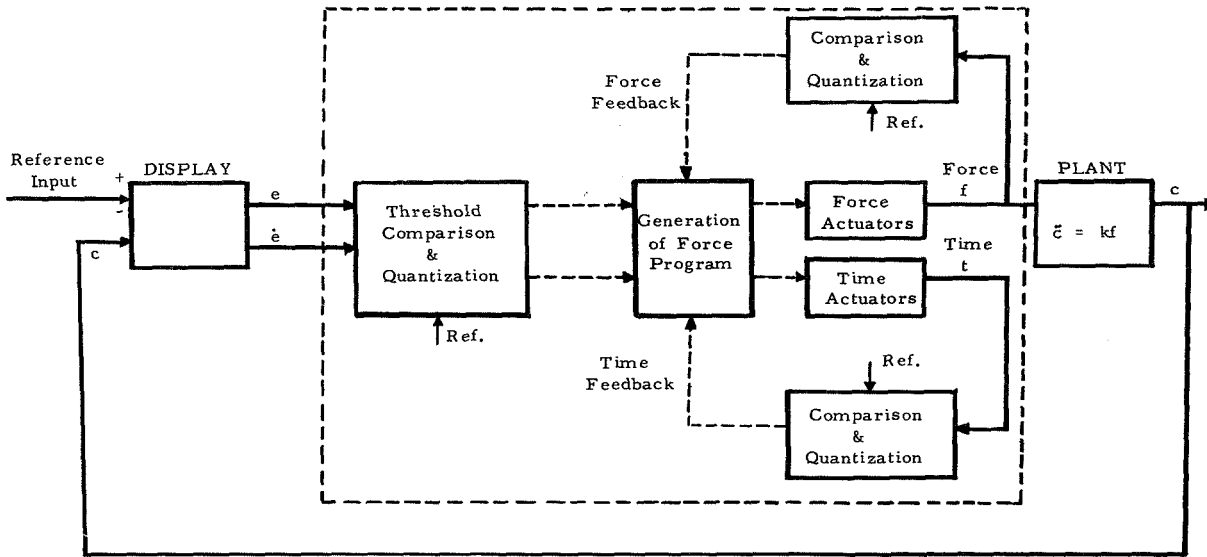 Comparison
&
Quantization
Ref.
Force
Feedback
Reference
Input
+
-
DISPLAY
e
ė
c
Threshold
Comparison
&
Quantization
Ref.
Generation
of Force
Program
Force
Actuators
Force
f
Time
Actuators
Time
t
PLANT
c̈ = kf
c
Time
Feedback
Ref.
Comparison
&
Quantization